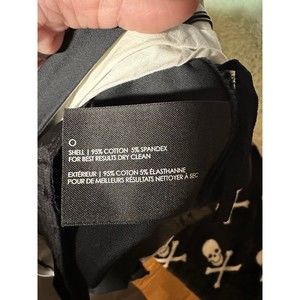 SHELL | 95% COTTON 5% SPANDEX
FOR BEST RESULTS DRY CLEAN
EXTÉRIEUR | 95% COTON 5% ÉLASTHANNE
POUR DE MEILLEURS RÉSULTATS NETTOYER A SEC